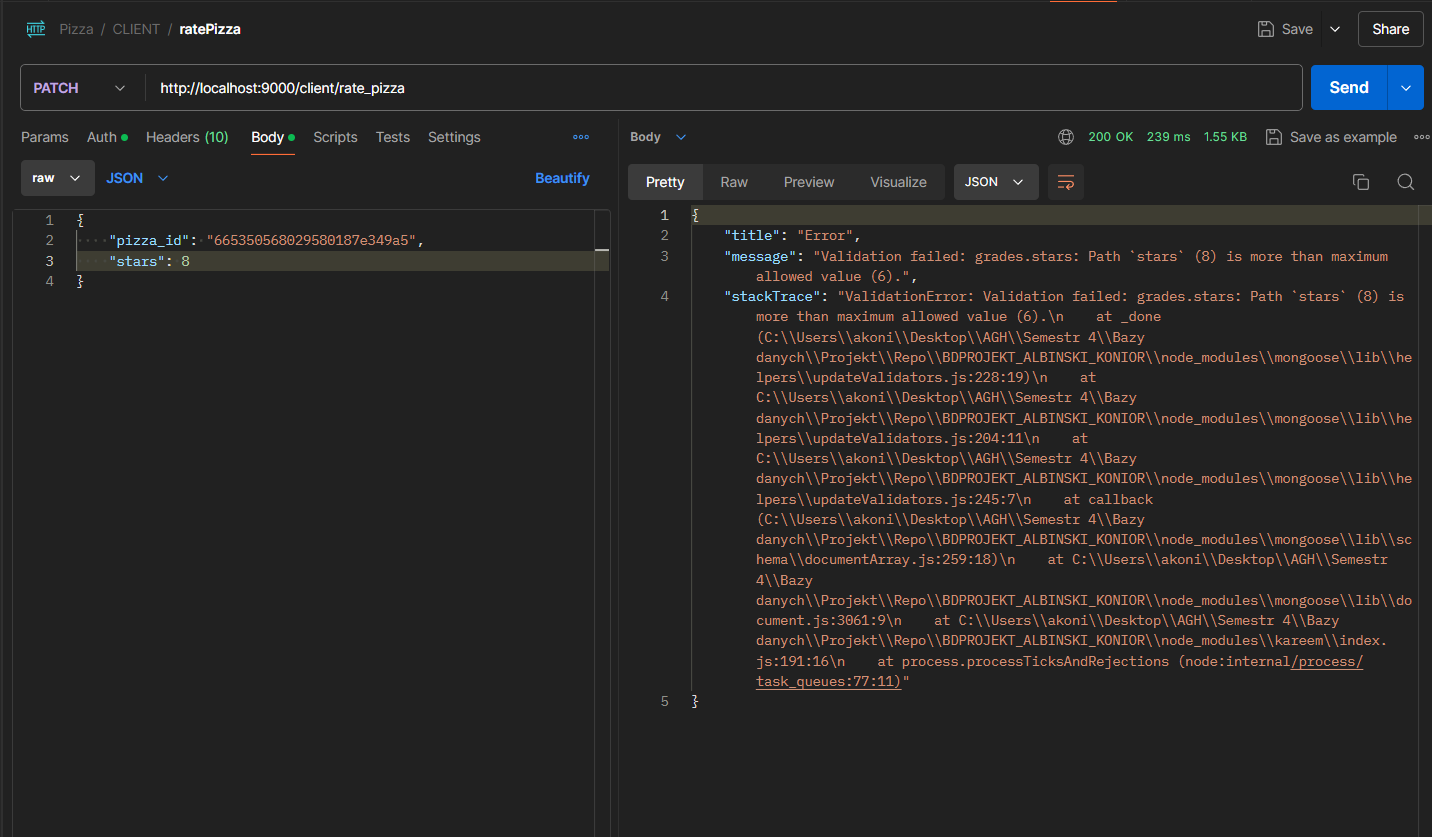 HTTP Pizza / CLIENT / ratePizza
Save
Share
PATCH
http://localhost:9000/client/rate_pizza
Send
Params Auth Headers (10) Body Scripts Tests Settings
raw JSON Beautify
1 {
2 "pizza_id": "665350568029580187e349a5",
3 "stars": 8
4 }
Body 200 OK 239 ms 1.55 KB Save as example
Pretty Raw Preview Visualize JSON
1 {
2 "title": "Error",
3 "message": "Validation failed: grades.stars: Path `stars` (8) is more than maximum
allowed value (6).",
4 "stackTrace": "ValidationError: Validation failed: grades.stars: Path `stars` (8) is
more than maximum allowed value (6).\n    at _done
(C:\\Users\\akoni\\Desktop\\AGH\\Semestr 4\\Bazy
danych\\Projekt\\Repo\\BDPROJEKT_ALBINSKI_KONIOR\\node_modules\\mongoose\\lib\\he
lpers\\updateValidators.js:228:19)\n    at
C:\\Users\\akoni\\Desktop\\AGH\\Semestr 4\\Bazy
danych\\Projekt\\Repo\\BDPROJEKT_ALBINSKI_KONIOR\\node_modules\\mongoose\\lib\\he
lpers\\updateValidators.js:204:11\n    at
C:\\Users\\akoni\\Desktop\\AGH\\Semestr 4\\Bazy
danych\\Projekt\\Repo\\BDPROJEKT_ALBINSKI_KONIOR\\node_modules\\mongoose\\lib\\he
lpers\\updateValidators.js:245:7\n    at callback
(C:\\Users\\akoni\\Desktop\\AGH\\Semestr 4\\Bazy
danych\\Projekt\\Repo\\BDPROJEKT_ALBINSKI_KONIOR\\node_modules\\mongoose\\lib\\sc
hema\\documentArray.js:259:18)\n    at C:\\Users\\akoni\\Desktop\\AGH\\Semestr
4\\Bazy
danych\\Projekt\\Repo\\BDPROJEKT_ALBINSKI_KONIOR\\node_modules\\mongoose\\lib\\do
cument.js:3061:9\n    at C:\\Users\\akoni\\Desktop\\AGH\\Semestr 4\\Bazy
danych\\Projekt\\Repo\\BDPROJEKT_ALBINSKI_KONIOR\\node_modules\\kareem\\index.
js:191:16\n    at process.processTicksAndRejections (node:internal/process/
task_queues:77:11)"
5 }